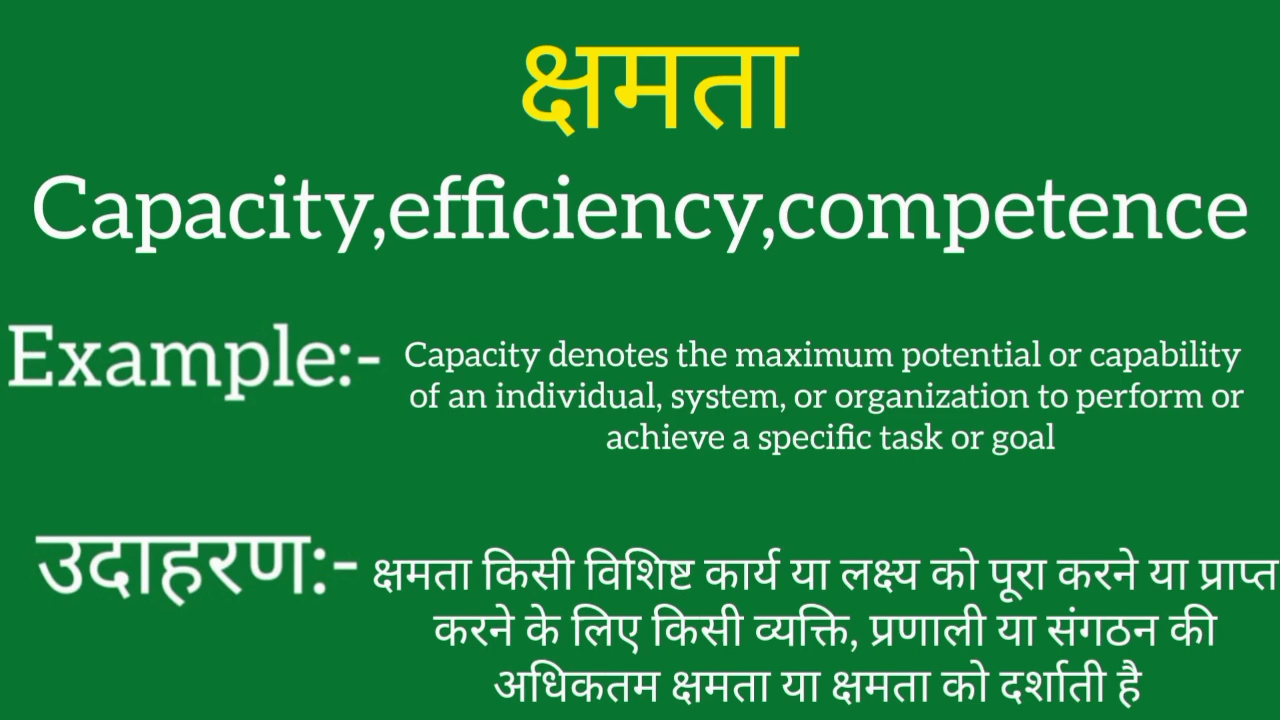 क्षमता
Capacity,efficiency,competence
Example:- Capacity denotes the maximum potential or capability
of an individual, system, or organization to perform or
achieve a specific task or goal
उदाहरण:- क्षमता किसी विशिष्ट कार्य या लक्ष्य को पूरा करने या प्राप्त
करने के लिए किसी व्यक्ति, प्रणाली या संगठन की
अधिकतम क्षमता या क्षमता को दर्शाती है